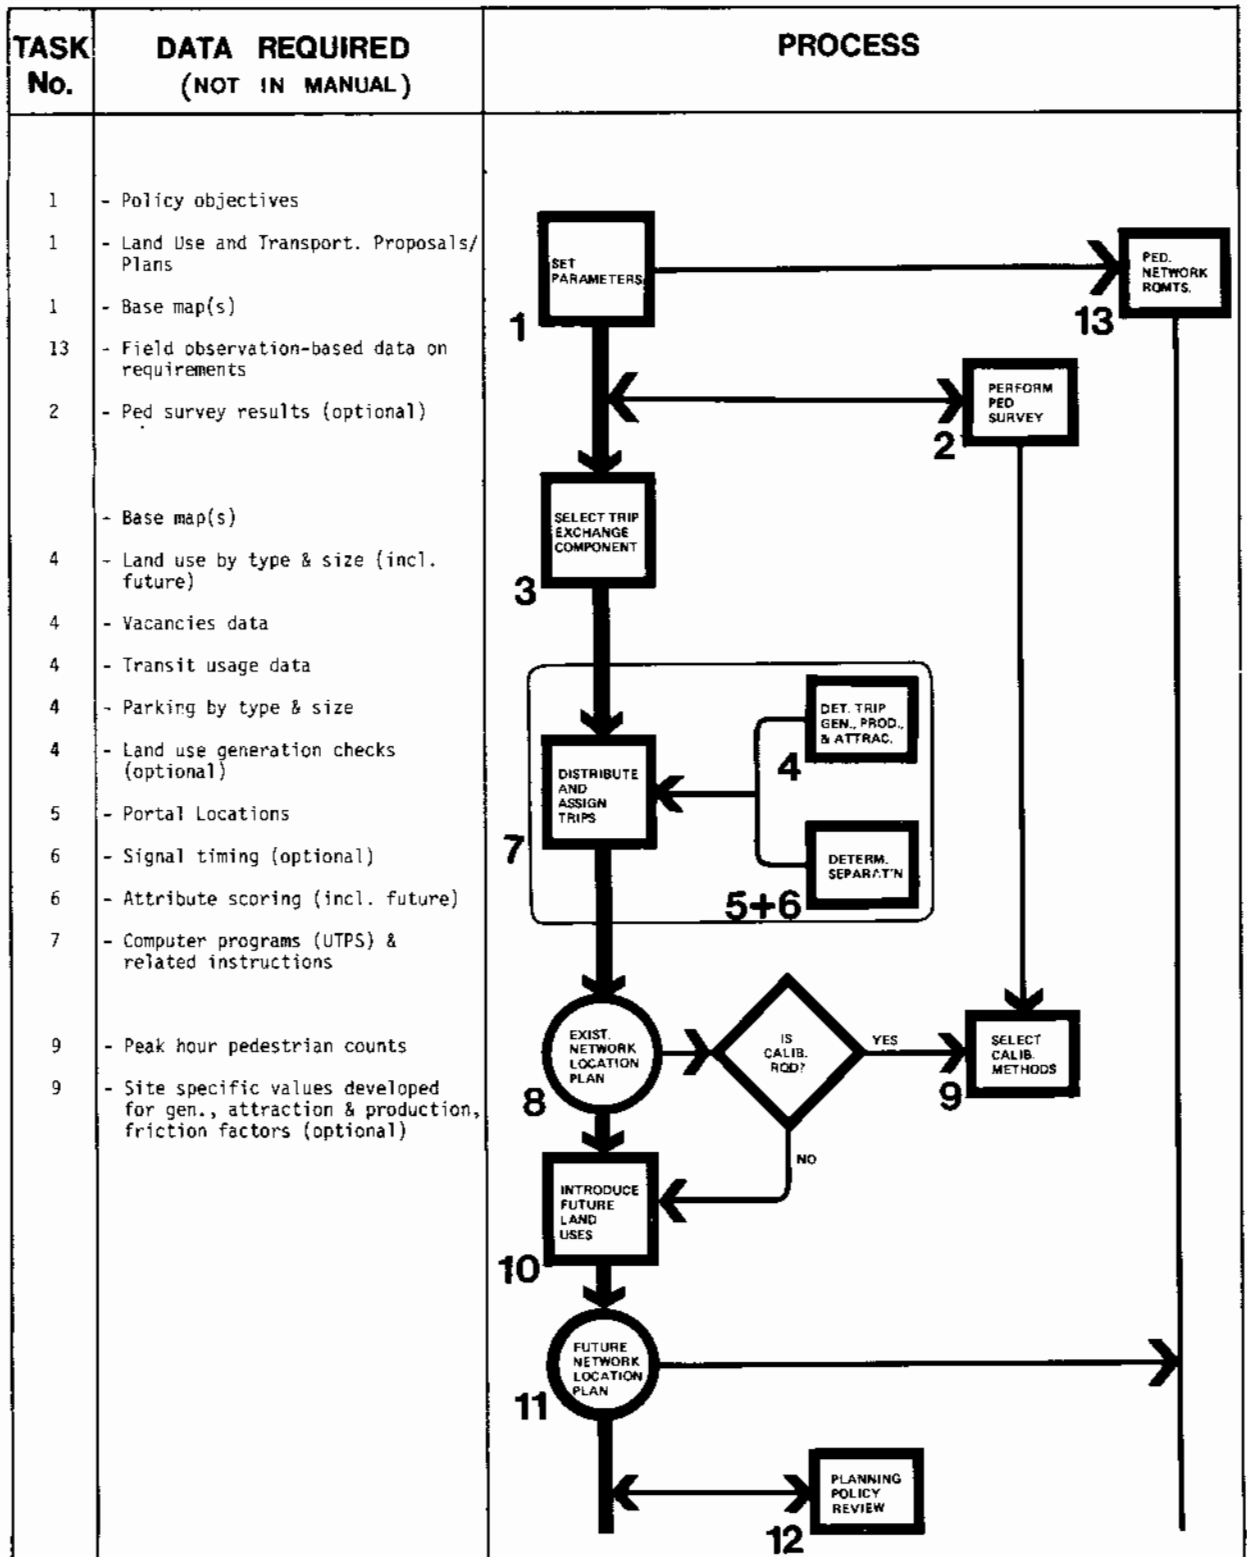 TASK No.
DATA REQUIRED
(NOT IN MANUAL)
PROCESS
1 - Policy objectives
1 - Land Use and Transport. Proposals/
Plans
1 - Base map(s)
13 - Field observation-based data on
requirements
2 - Ped survey results (optional)
- Base map(s)
4 - Land use by type & size (incl.
future)
4 - Vacancies data
4 - Transit usage data
4 - Parking by type & size
4 - Land use generation checks
(optional)
5 - Portal Locations
6 - Signal timing (optional)
6 - Attribute scoring (incl. future)
7 - Computer programs (UTPS) &
related instructions
9 - Peak hour pedestrian counts
9 - Site specific values developed
for gen., attraction & production,
friction factors (optional)
SET
PARAMETERS
1
PED.
NETWORK
RQMTS.
13
PERFORM
PED
SURVEY
2
SELECT TRIP
EXCHANGE
COMPONENT
3
DET. TRIP
GEN., PROD.,
& ATTRAC.
4
DISTRIBUTE
AND
ASSIGN
TRIPS
7
DETERM.
SEPARAT'N
5+6
EXIST.
NETWORK
LOCATION
PLAN
8
IS
CALIB.
RQD?
YES
NO
SELECT
CALIB.
METHODS
9
INTRODUCE
FUTURE
LAND
USES
10
FUTURE
NETWORK
LOCATION
PLAN
11
PLANNING
POLICY
REVIEW
12